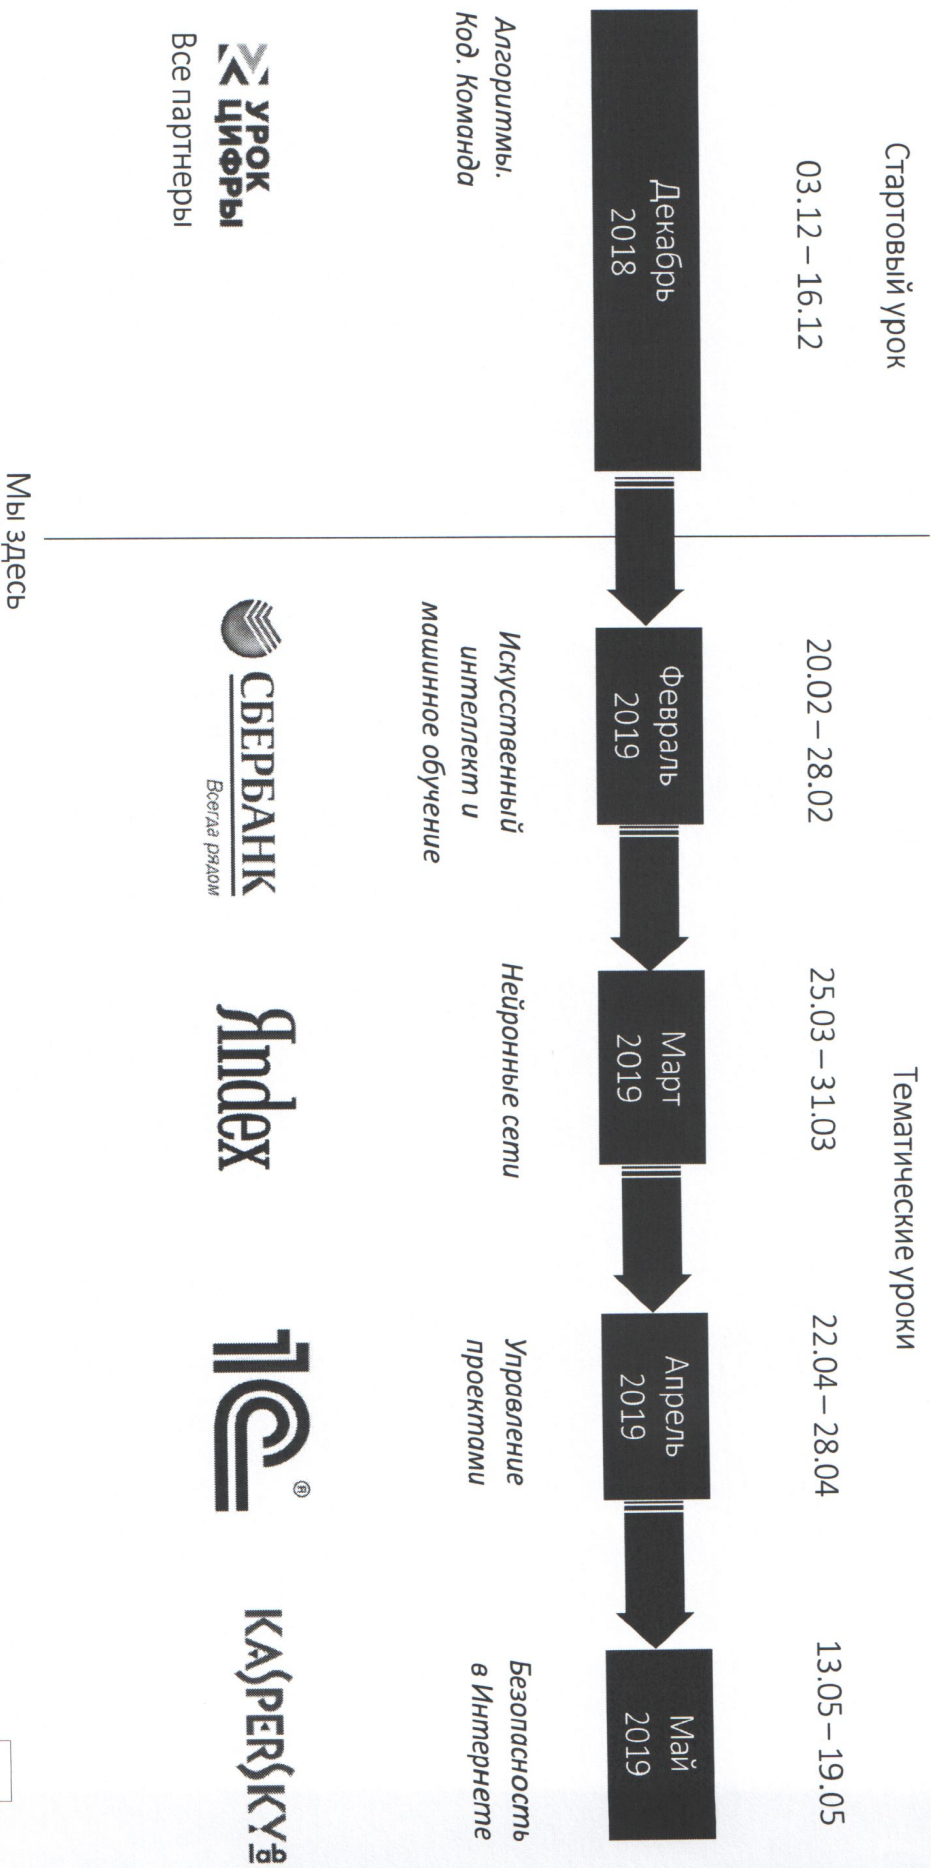 Стартовый урок
Тематические уроки
03.12 – 16.12
20.02 – 28.02
25.03 – 31.03
22.04 – 28.04
13.05 – 19.05
Декабрь
2018
Февраль
2019
Март
2019
Апрель
2019
Май
2019
Алгоритмы.
Код. Команда
Искусственный
интеллект и
машинное обучение
Нейронные сети
Управление
проектами
Безопасность
в Интернете
УРОК
ЦИФРЫ
Все партнеры
СБЕРБАНК
Всегда рядом
Яndex
1С®
KASPERSKY lab
Мы здесь